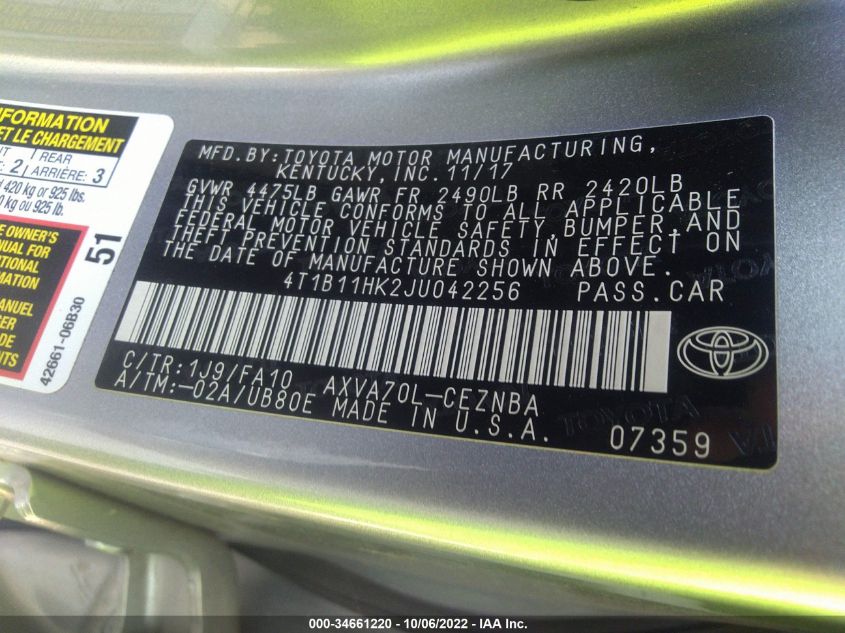 INFORMATION
ET LE CHARGEMENT
REAR
2 ARRIÈRE: 3
420 kg or 925 lbs.
kg ou 925 lb.
OWNER'S
MANUAL FOR
INFORMATION
51
42661-06B30
MFD.BY:TOYOTA MOTOR MANUFACTURING,
KENTUCKY,INC. 11/17
GVWR 4475LB GAWR FR 2490LB RR 2420LB
THIS VEHICLE CONFORMS TO ALL APPLICABLE
FEDERAL MOTOR VEHICLE SAFETY,BUMPER,AND
THEFT PREVENTION STANDARDS IN EFFECT ON
THE DATE OF MANUFACTURE SHOWN ABOVE.
4T1B11HK2JU042256 PASS.CAR
C/TR:1J9/FA10 AXVA70L-CEZNBA
A/TM:-02A/UB80E MADE IN U.S.A. 07359
TOYOTA
000-34661220 - 10/06/2022 - IAA Inc.